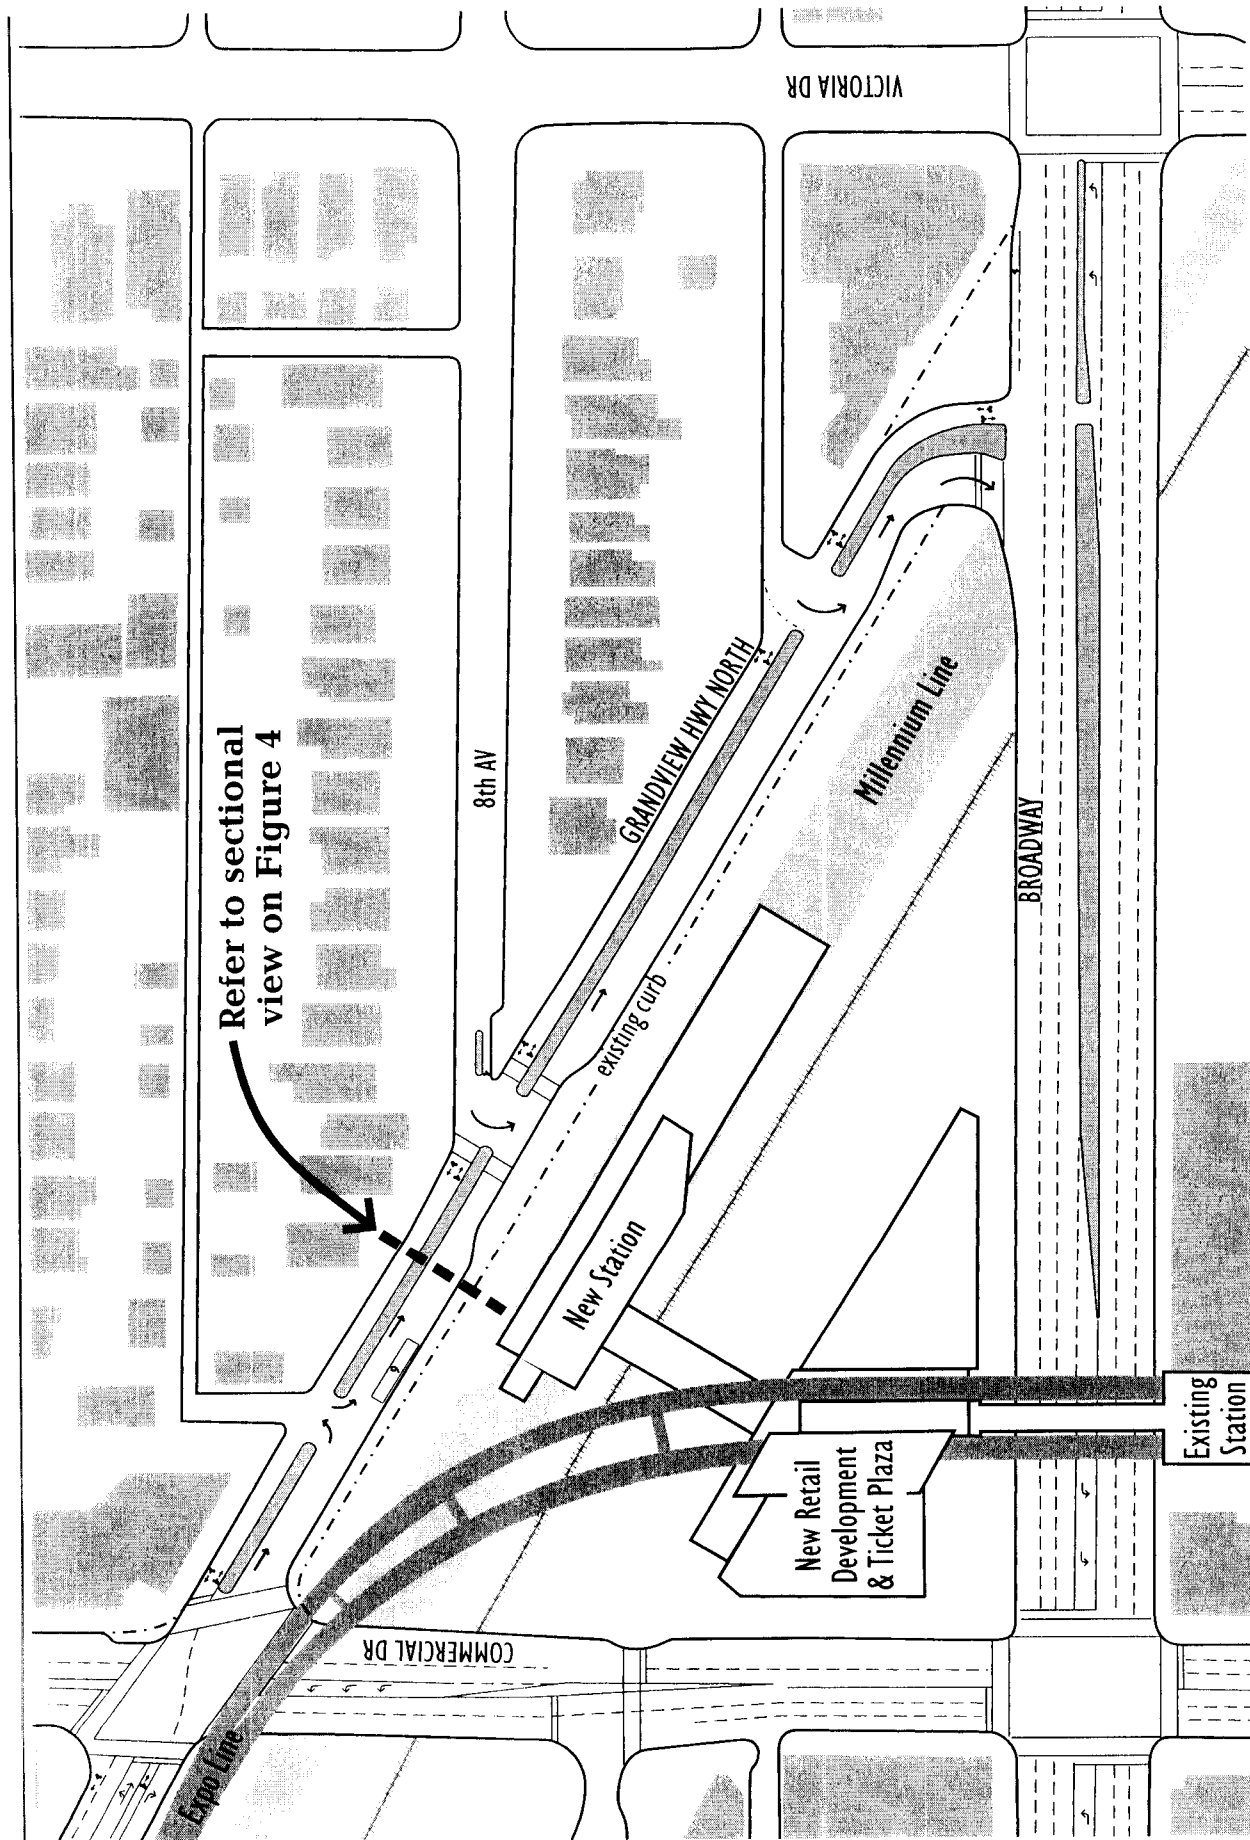 VICTORIA DR
Refer to sectional
view on Figure 4
8th AV
GRANDVIEW HWY NORTH
existing curb
Millennium Line
BROADWAY
New Station
Existing
Station
New Retail
Development
& Ticket Plaza
COMMERCIAL DR
Expo Line